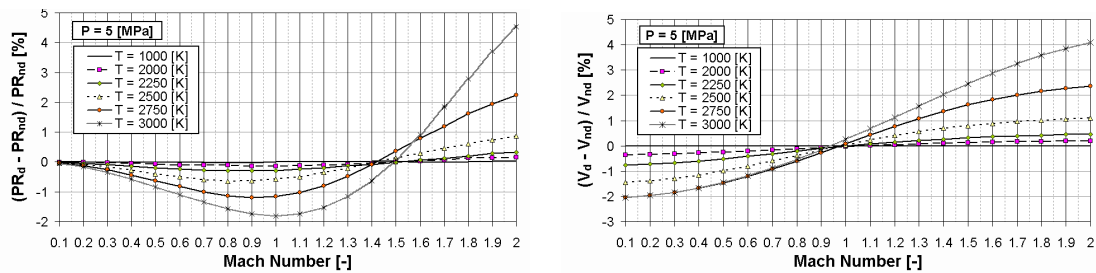 (PRd - PRnd) / PRnd [%]
5
4
3
2
1
0
-1
-2
P = 5 [MPa]
T = 1000 [K]
T = 2000 [K]
T = 2250 [K]
T = 2500 [K]
T = 2750 [K]
T = 3000 [K]
0.1 0.2 0.3 0.4 0.5 0.6 0.7 0.8 0.9 1 1.1 1.2 1.3 1.4 1.5 1.6 1.7 1.8 1.9 2
Mach Number [-]
(Vd - Vnd) / Vnd [%]
5
4
3
2
1
0
-1
-2
-3
P = 5 [MPa]
T = 1000 [K]
T = 2000 [K]
T = 2250 [K]
T = 2500 [K]
T = 2750 [K]
T = 3000 [K]
0.1 0.2 0.3 0.4 0.5 0.6 0.7 0.8 0.9 1 1.1 1.2 1.3 1.4 1.5 1.6 1.7 1.8 1.9 2
Mach Number [-]